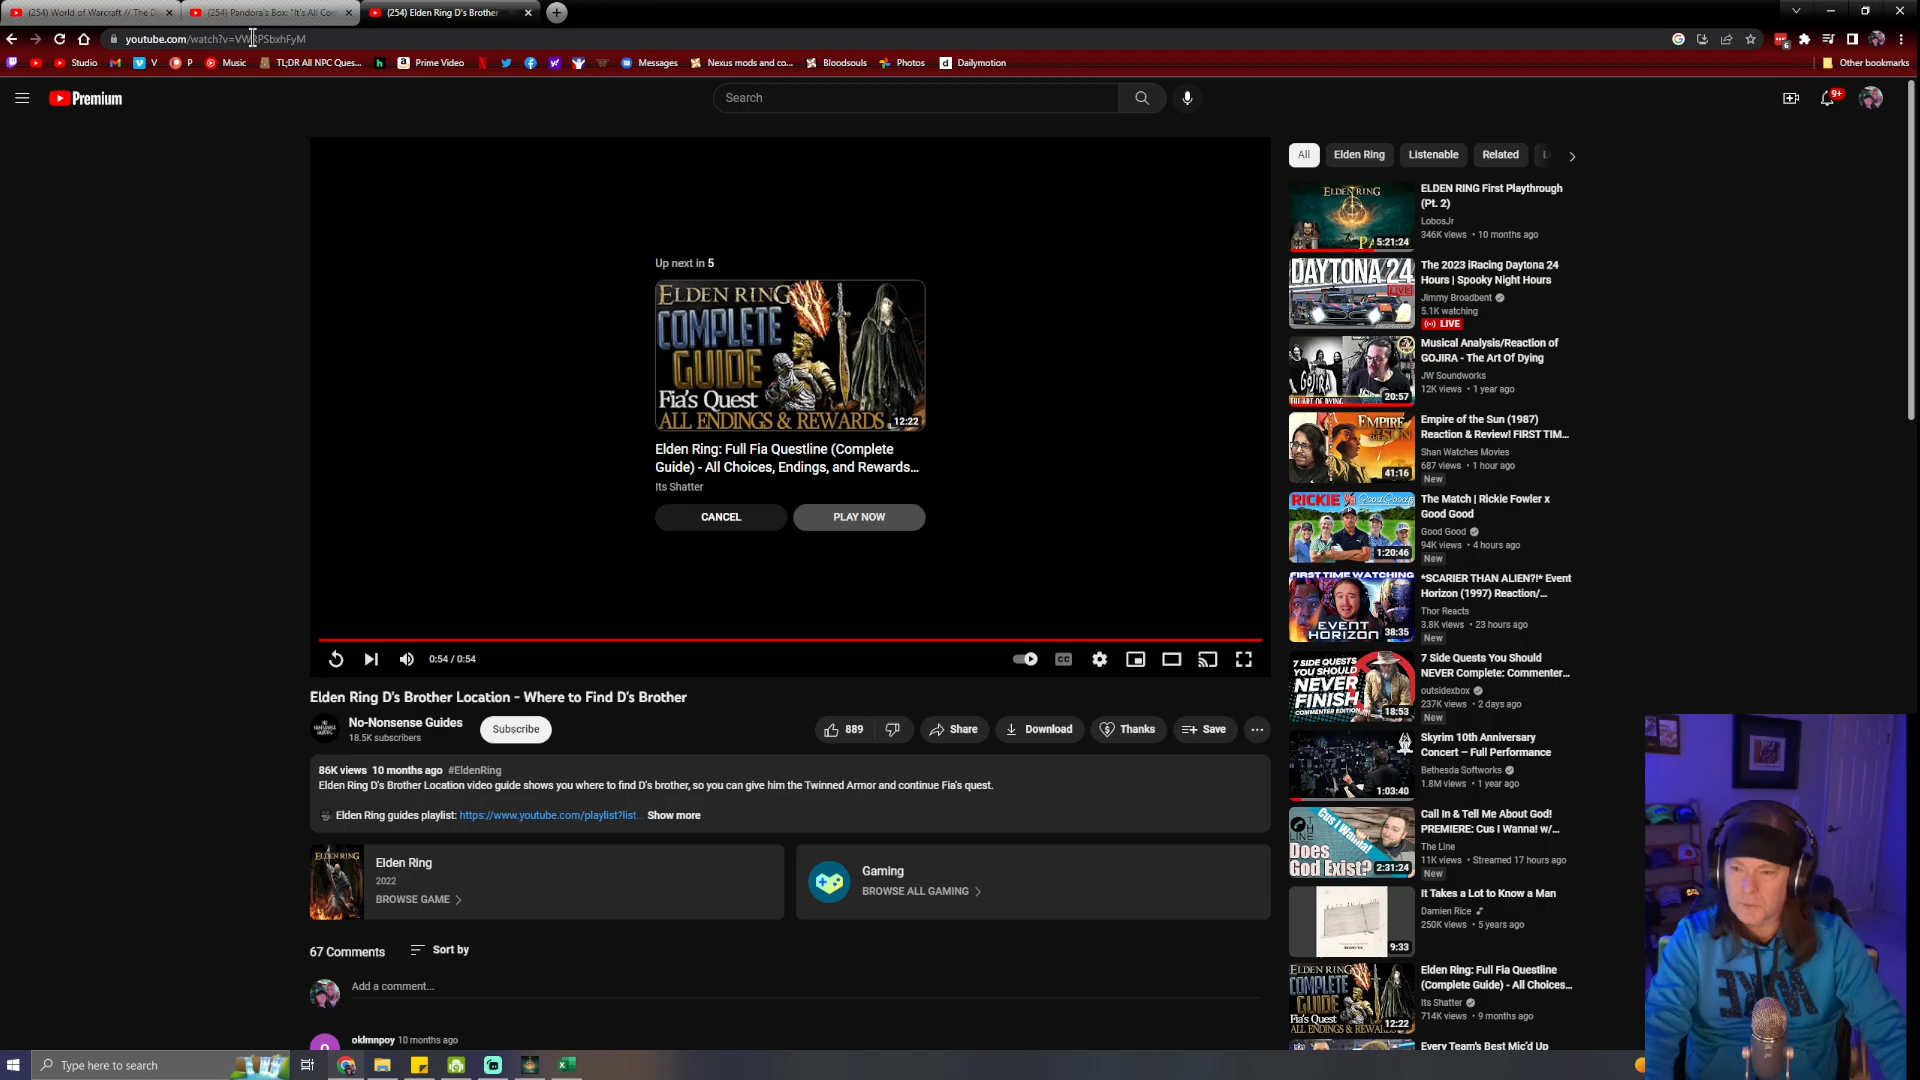 (254) World of Warcraft // The D
(254) Pandora's Box: "It's All Con
(254) Elden Ring D's Brother
youtube.com/watch?v=VWRPSbxhFyM
Studio
V
P
Music
TL;DR All NPC Ques...
h
Prime Video
Messages
Nexus mods and co...
Bloodsouls
Photos
Dailymotion
Other bookmarks
Premium
Search
9+
All
Elden Ring
Listenable
Related
Up next in 5
ELDEN RING
COMPLETE
GUIDE
Fia's Quest
ALL ENDINGS & REWARDS
12:22
Elden Ring: Full Fia Questline (Complete
Guide) - All Choices, Endings, and Rewards...
Its Shatter
CANCEL
PLAY NOW
0:54 / 0:54
Elden Ring D's Brother Location - Where to Find D's Brother
No-Nonsense Guides
18.5K subscribers
Subscribe
889
Share
Download
Thanks
Save
86K views 10 months ago #EldenRing
Elden Ring D's Brother Location video guide shows you where to find D's brother, so you can give him the Twinned Armor and continue Fia's quest.
Elden Ring guides playlist: https://www.youtube.com/playlist?list... Show more
Elden Ring
2022
BROWSE GAME
Gaming
BROWSE ALL GAMING
67 Comments
Sort by
Add a comment...
oklmnpoy 10 months ago
ELDEN RING
5:21:24
ELDEN RING First Playthrough
(Pt. 2)
LobosJr
346K views • 10 months ago
DAYTONA 24
LIVE
The 2023 iRacing Daytona 24
Hours | Spooky Night Hours
Jimmy Broadbent
5.1K watching
LIVE
GOJIRA
THE ART OF DYING
20:57
Musical Analysis/Reaction of
GOJIRA - The Art Of Dying
JW Soundworks
12K views • 1 year ago
EMPIRE
OF THE SUN
41:16
Empire of the Sun (1987)
Reaction & Review! FIRST TIM...
Shan Watches Movies
687 views • 1 hour ago
New
RICKIE
Good Good
1:20:46
The Match | Rickie Fowler x
Good Good
Good Good
94K views • 4 hours ago
New
FIRST TIME WATCHING
EVENT
HORIZON
38:35
*SCARIER THAN ALIEN?!* Event
Horizon (1997) Reaction/...
Thor Reacts
3.8K views • 23 hours ago
New
7 SIDE QUESTS
YOU SHOULD
NEVER
FINISH
COMMENTER EDITION
18:53
7 Side Quests You Should
NEVER Complete: Commenter...
outsidexbox
237K views • 2 days ago
New
1:03:40
Skyrim 10th Anniversary
Concert – Full Performance
Bethesda Softworks
1.8M views • 1 year ago
THE LINE
Cus I Wanna!
Does
God Exist?
2:31:24
Call In & Tell Me About God!
PREMIERE: Cus I Wanna! w/...
The Line
11K views • Streamed 17 hours ago
New
9:33
It Takes a Lot to Know a Man
Damien Rice
250K views • 5 years ago
ELDEN RING
COMPLETE
GUIDE
Fia's Quest
12:22
Elden Ring: Full Fia Questline
(Complete Guide) - All Choices...
Its Shatter
714K views • 9 months ago
Every Team's Best Mic'd Up
Type here to search